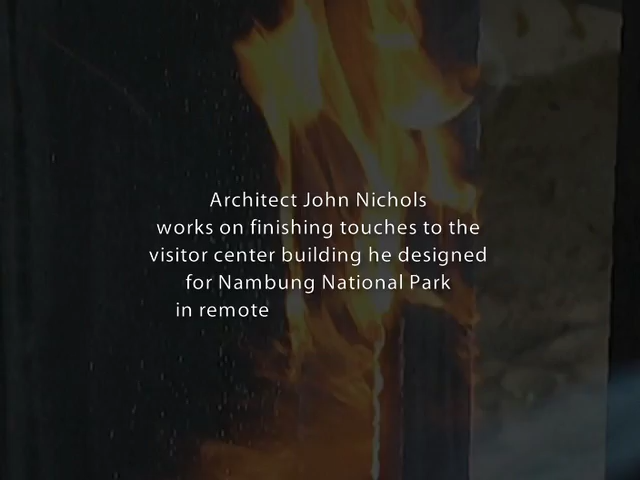 Architect John Nichols
works on finishing touches to the
visitor center building he designed
for Nambung National Park
in remote